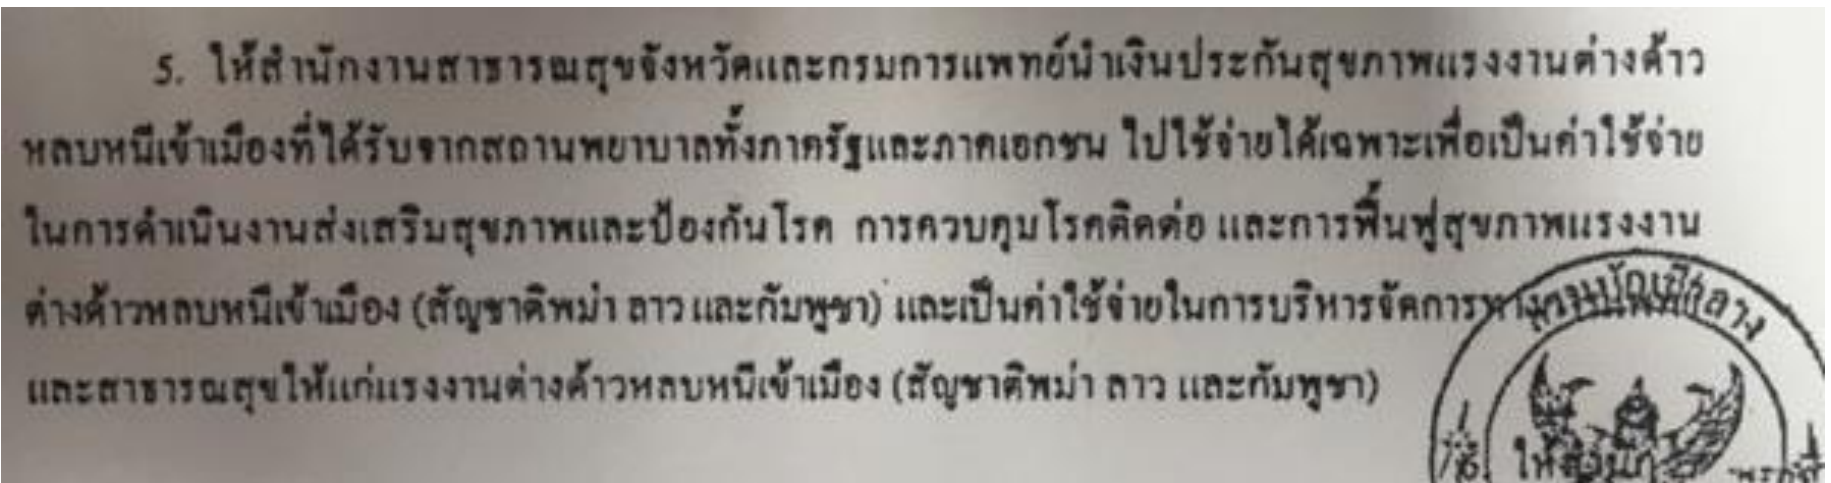 5. ให้สำนักงานสาธารณสุขจังหวัดและกรมการแพทย์นำเงินประกันสุขภาพแรงงานต่างด้าว
หลบหนีเข้าเมืองที่ได้รับจากสถานพยาบาลทั้งภาครัฐและภาคเอกชน ไปใช้จ่ายได้เฉพาะเพื่อเป็นค่าใช้จ่าย
ในการดำเนินงานส่งเสริมสุขภาพและป้องกันโรค การควบคุมโรคติดต่อ และการฟื้นฟูสุขภาพแรงงาน
ต่างด้าวหลบหนีเข้าเมือง (สัญชาติพม่า ลาว และกัมพูชา) และเป็นค่าใช้จ่ายในการบริหารจัดการ
และสาธารณสุขให้แก่แรงงานต่างด้าวหลบหนีเข้าเมือง (สัญชาติพม่า ลาว และกัมพูชา)
กรมบัญชีกลาง